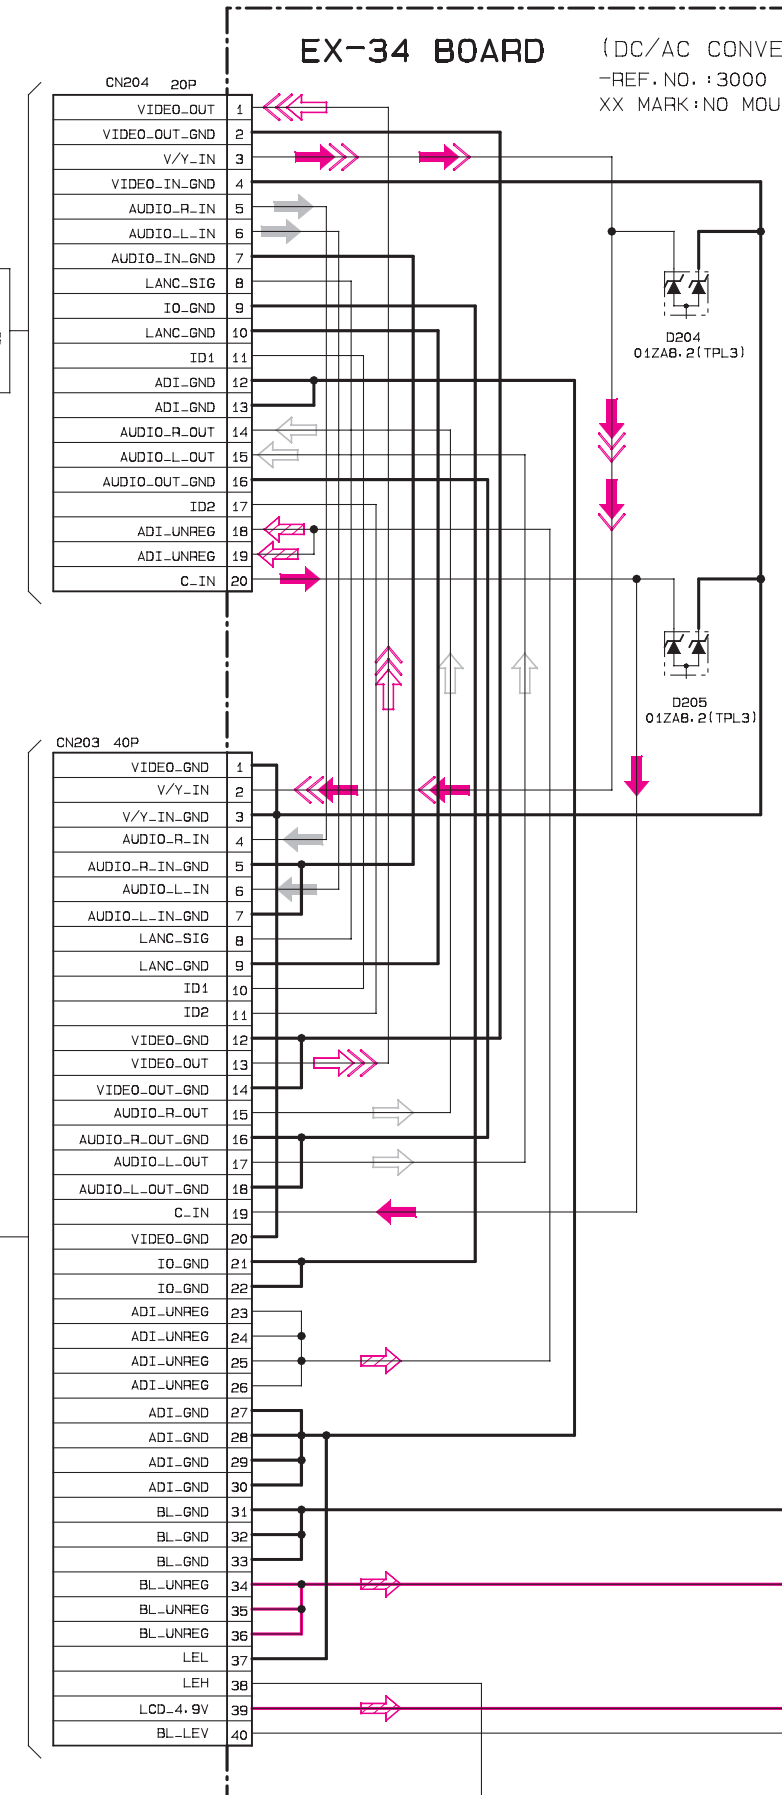 EX-34 BOARD
(DC/AC CONVE
-REF.NO.:3000
XX MARK:NO MOU
CN204 20P
VIDEO_OUT 1
VIDEO_OUT_GND 2
V/Y_IN 3
VIDEO_IN_GND 4
AUDIO_R_IN 5
AUDIO_L_IN 6
AUDIO_IN_GND 7
LANC_SIG 8
IO_GND 9
LANC_GND 10
ID1 11
ADI_GND 12
ADI_GND 13
AUDIO_R_OUT 14
AUDIO_L_OUT 15
AUDIO_OUT_GND 16
ID2 17
ADI_UNREG 18
ADI_UNREG 19
C_IN 20
D204
01ZA8.2(TPL3)
D205
01ZA8.2(TPL3)
CN203 40P
VIDEO_GND 1
V/Y_IN 2
V/Y_IN_GND 3
AUDIO_R_IN 4
AUDIO_R_IN_GND 5
AUDIO_L_IN 6
AUDIO_L_IN_GND 7
LANC_SIG 8
LANC_GND 9
ID1 10
ID2 11
VIDEO_GND 12
VIDEO_OUT 13
VIDEO_OUT_GND 14
AUDIO_R_OUT 15
AUDIO_R_OUT_GND 16
AUDIO_L_OUT 17
AUDIO_L_OUT_GND 18
C_IN 19
VIDEO_GND 20
IO_GND 21
IO_GND 22
ADI_UNREG 23
ADI_UNREG 24
ADI_UNREG 25
ADI_UNREG 26
ADI_GND 27
ADI_GND 28
ADI_GND 29
ADI_GND 30
BL_GND 31
BL_GND 32
BL_GND 33
BL_UNREG 34
BL_UNREG 35
BL_UNREG 36
LEL 37
LEH 38
LCD_4.9V 39
BL_LEV 40